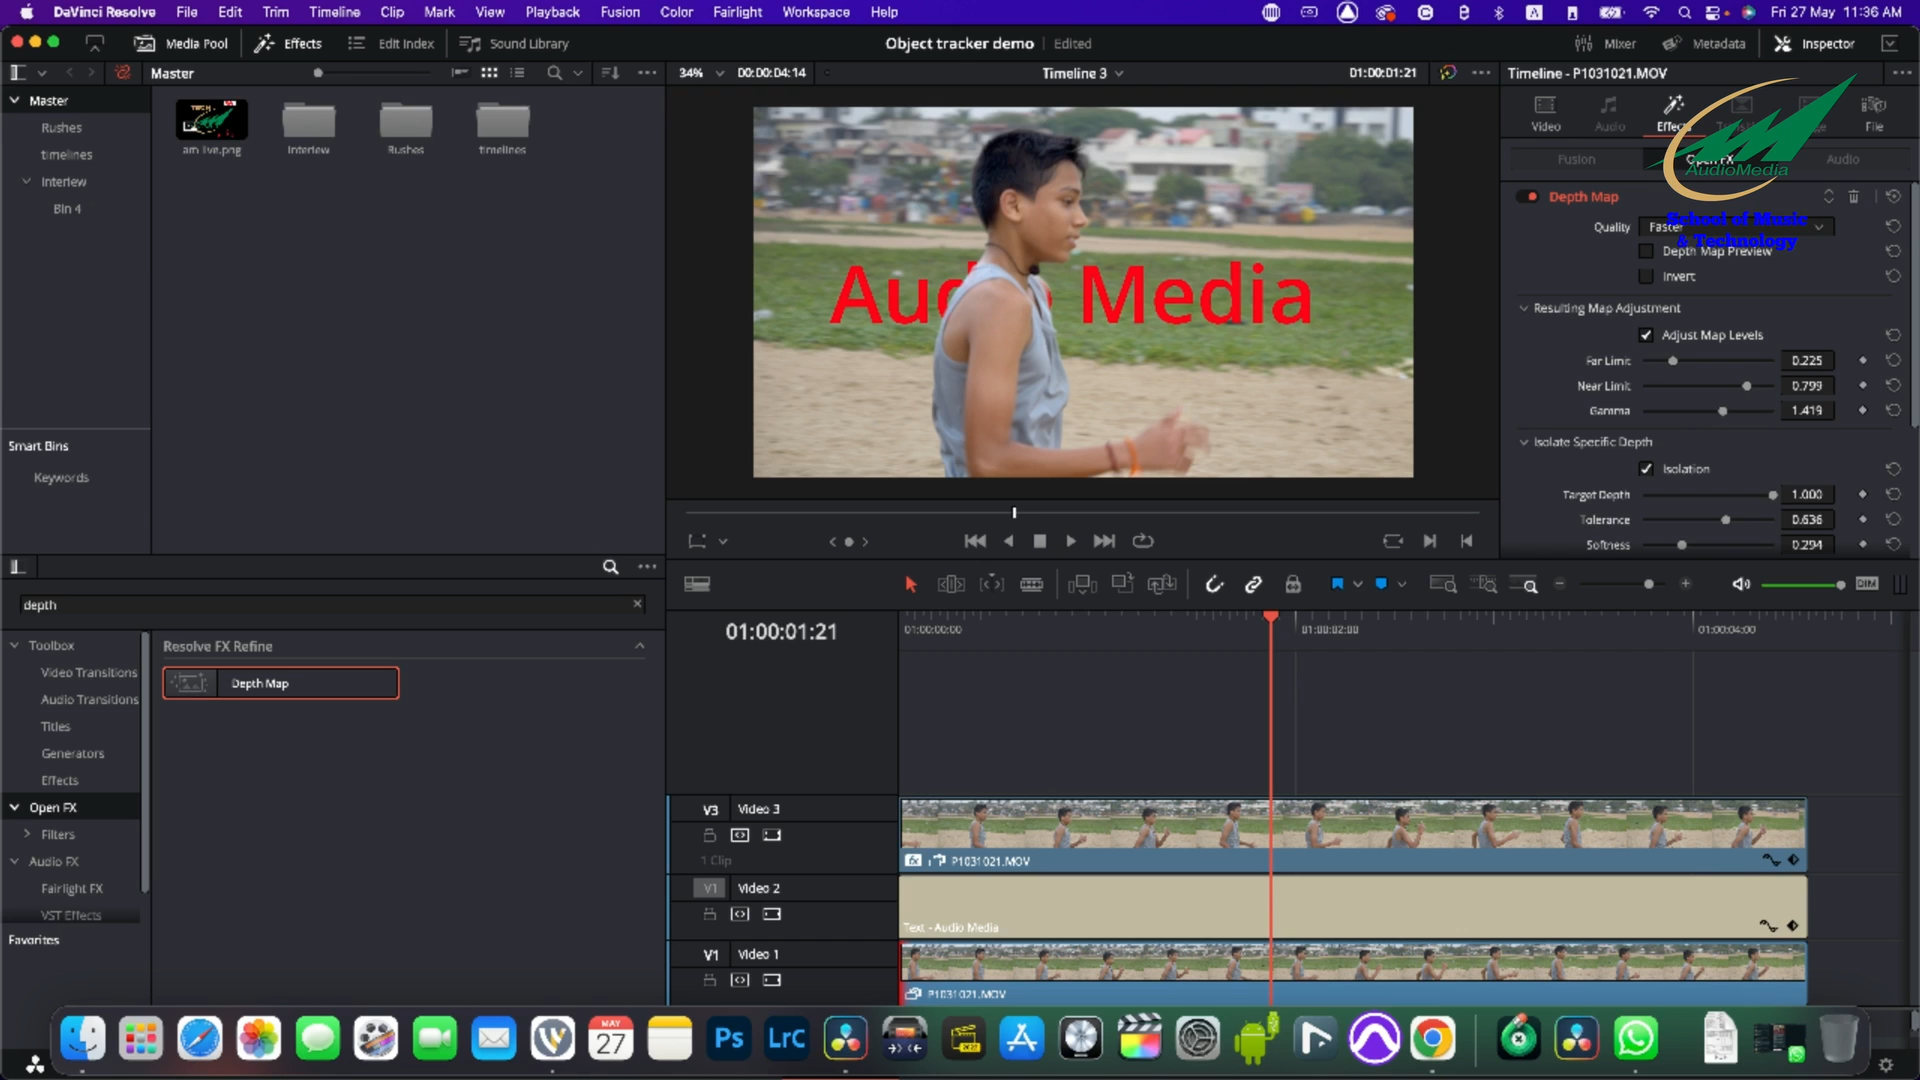 DaVinci Resolve File Edit Trim Timeline Clip Mark View Playback Fusion Color Fairlight Workspace Help Fri 27 May 11:36 AM
Media Pool Effects Edit Index Sound Library Object tracker demo Edited Mixer Metadata Inspector
Master 34% 00:00:04:14 Timeline 3 01:00:01:21 Timeline - P1031021.MOV
Master
Rushes
timelines
Interiew
Bin 4
am live.png Interiew Rushes timelines
Smart Bins
Keywords
Audio Media
Video Audio Effects File
Fusion Open FX Audio
AudioMedia
School of Music
& Technology
Depth Map
Quality Faster
Depth Map Preview
Invert
Resulting Map Adjustment
Adjust Map Levels
Far Limit 0.225
Near Limit 0.799
Gamma 1.419
Isolate Specific Depth
Isolation
Target Depth 1.000
Tolerance 0.636
Softness 0.294
depth
Toolbox
Video Transitions
Audio Transitions
Titles
Generators
Effects
Open FX
Filters
Audio FX
Fairlight FX
VST Effects
Favorites
Resolve FX Refine
Depth Map
DIM
01:00:01:21 01:00:00:00 01:00:02:00 01:00:04:00
V3 Video 3
1 Clip
fx P1031021.MOV
V1 Video 2
Text - Audio Media
V1 Video 1
P1031021.MOV
MAY
27
Ps LrC